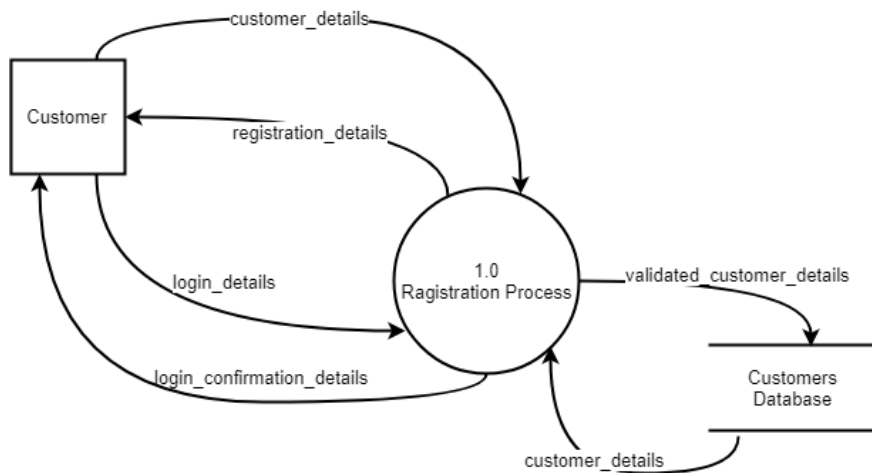 customer_details
Customer
registration_details
1.0
Ragistration Process
login_details
validated_customer_details
login_confirmation_details
Customers
Database
customer_details